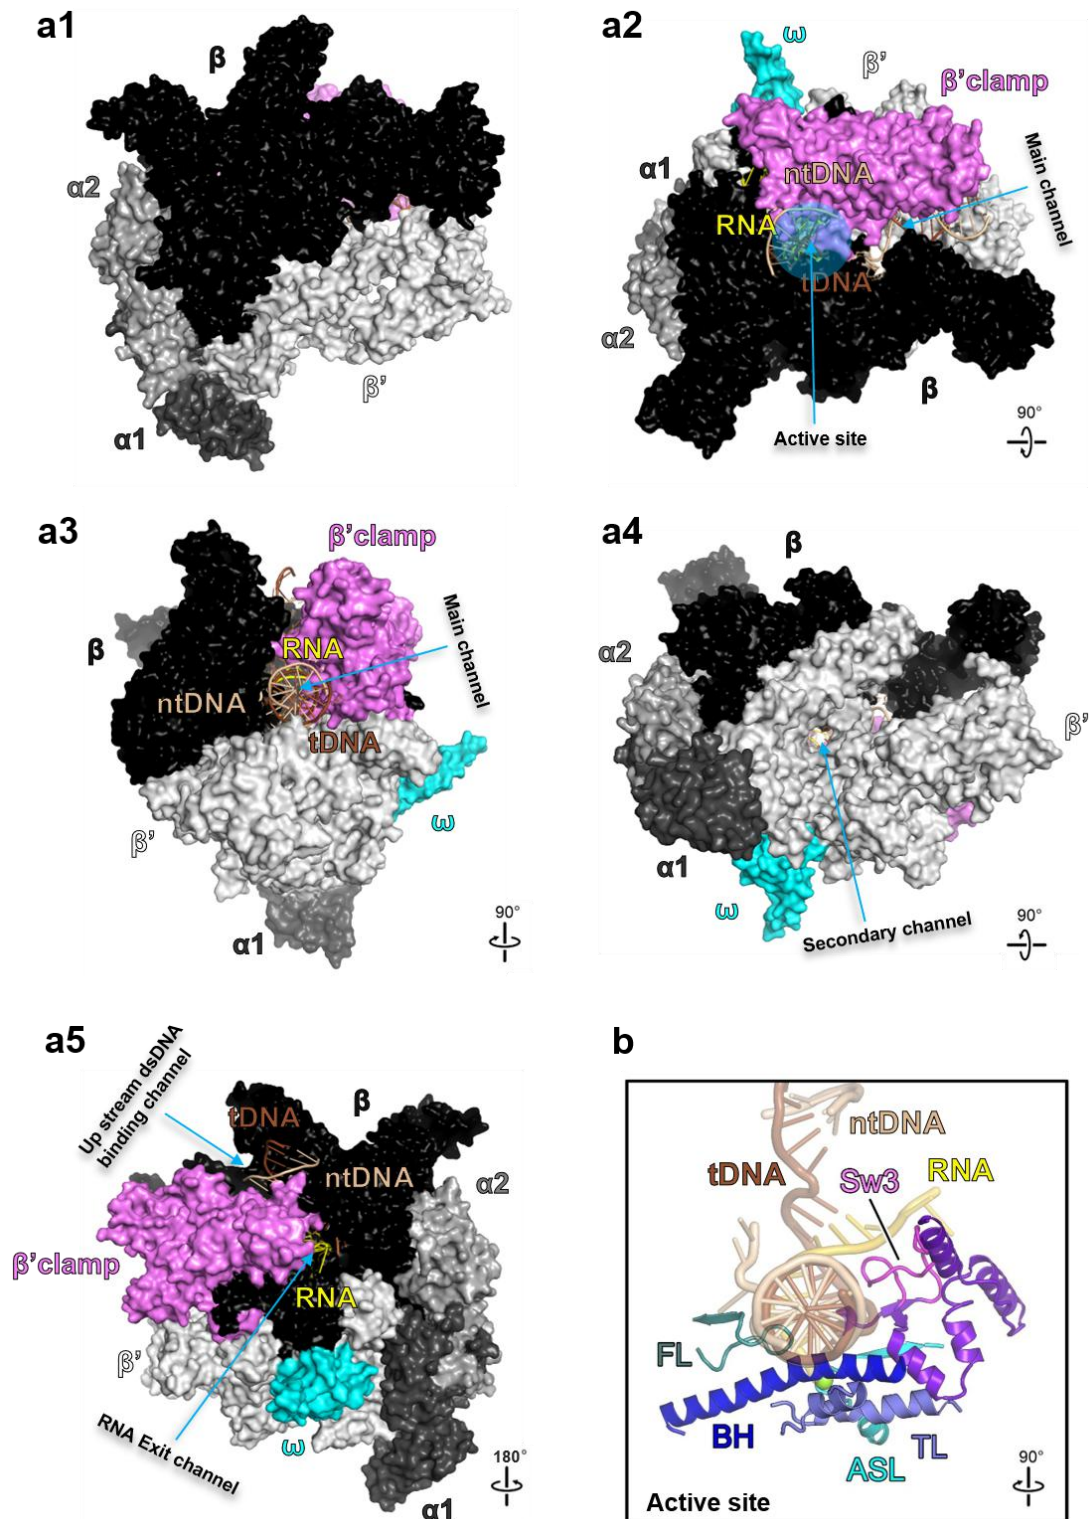 a1
β
α2
β'
α1
a2
ω
β'
β'clamp
α1
ntDNA
Main channel
RNA
tDNA
α2
β
Active site
90°
a3
β'clamp
β
RNA
Main channel
ntDNA
tDNA
β'
ω
α1
90°
a4
β
α2
β'
α1
ω
Secondary channel
90°
a5
Up stream dsDNA
binding channel
tDNA
β
ntDNA
α2
β'clamp
RNA
β'
RNA Exit channel
ω
α1
180°
b
ntDNA
tDNA
Sw3
RNA
FL
BH
TL
ASL
Active site
90°